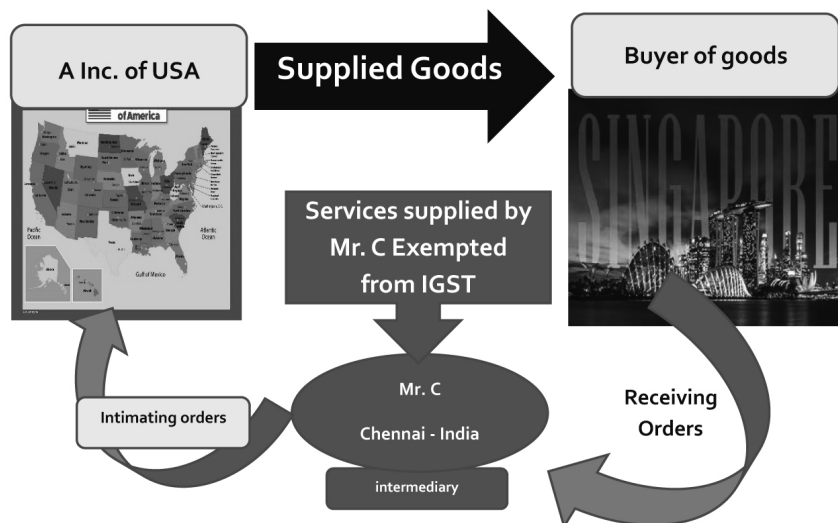 A Inc. of USA
Supplied Goods
Buyer of goods
of America
SINGAPORE
Pacific
Ocean
Atlantic
Ocean
Gulf of Mexico
Services supplied by
Mr. C Exempted
from IGST
Mr. C
Chennai - India
intermediary
Intimating orders
Receiving
Orders